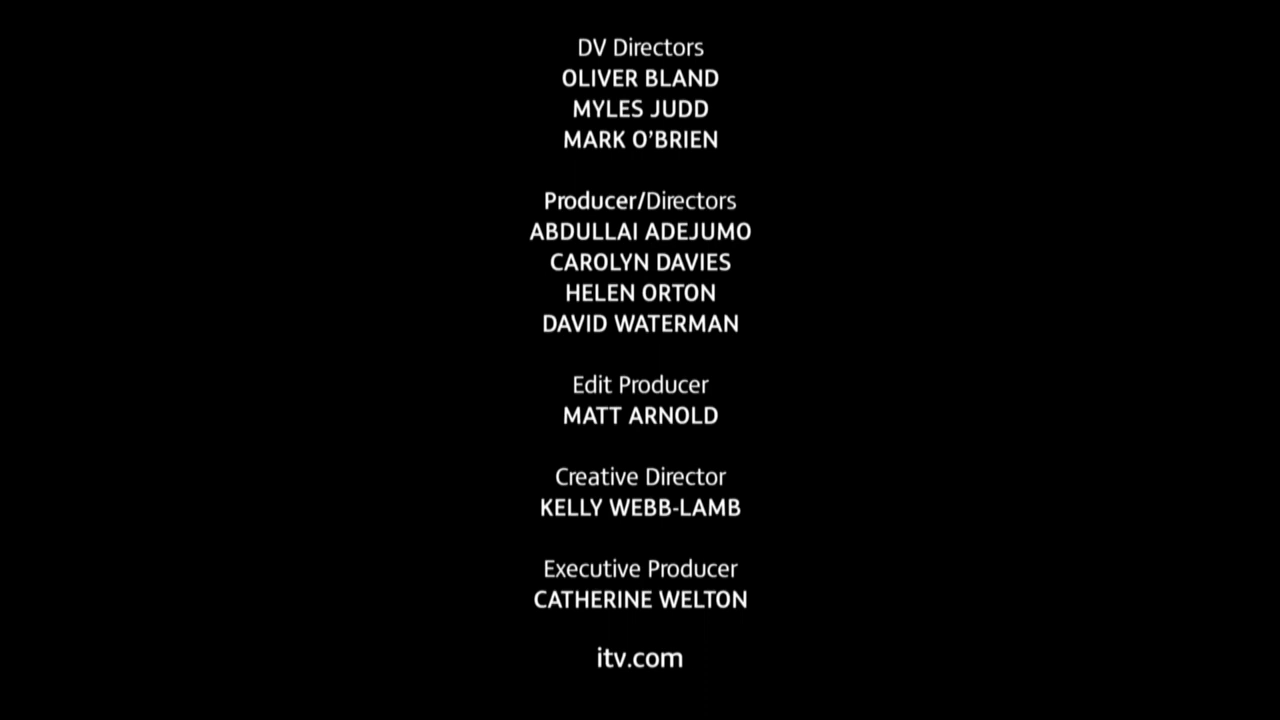 DV Directors
OLIVER BLAND
MYLES JUDD
MARK O’BRIEN
Producer/Directors
ABDULLAI ADEJUMO
CAROLYN DAVIES
HELEN ORTON
DAVID WATERMAN
Edit Producer
MATT ARNOLD
Creative Director
KELLY WEBB-LAMB
Executive Producer
CATHERINE WELTON
itv.com